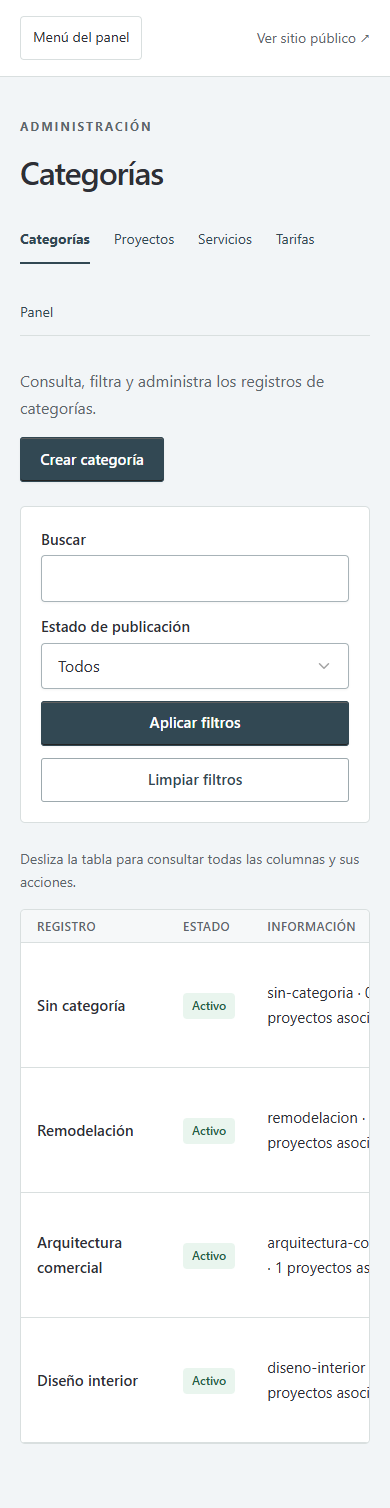 Menú del panel
Ver sitio público ↗
ADMINISTRACIÓN
Categorías
Categorías Proyectos Servicios Tarifas
Panel
Consulta, filtra y administra los registros de
categorías.
Crear categoría
Buscar
Estado de publicación
Todos
Aplicar filtros
Limpiar filtros
Desliza la tabla para consultar todas las columnas y sus
acciones.
REGISTRO ESTADO INFORMACIÓN
Sin categoría Activo sin-categoria ·
proyectos asoci
Remodelación Activo remodelacion ·
proyectos asoci
Arquitectura
comercial
Activo
arquitectura-co
· 1 proyectos as
Diseño interior Activo diseno-interior
proyectos asoci